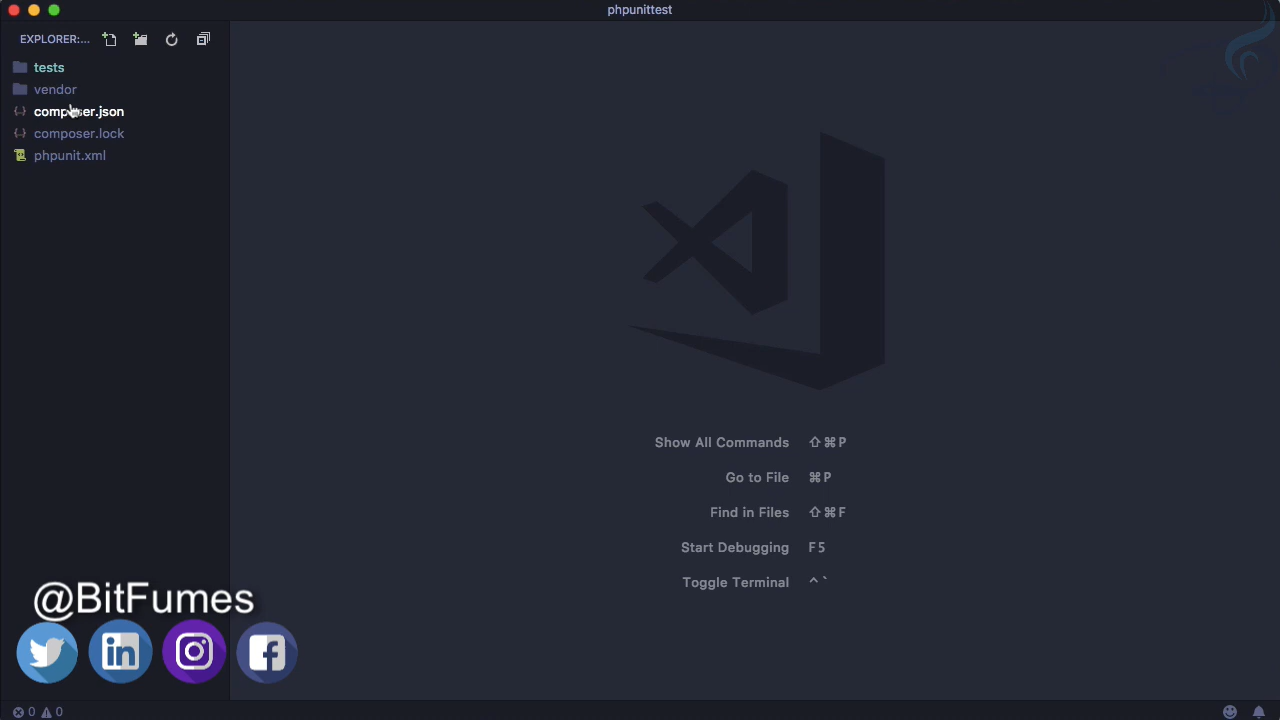 phpunittest
EXPLORER:...
tests
vendor
composer.json
composer.lock
phpunit.xml
Show All Commands ⇧⌘P
Go to File ⌘P
Find in Files ⇧⌘F
Start Debugging F5
Toggle Terminal ⌃`
@BitFumes
in
0 0